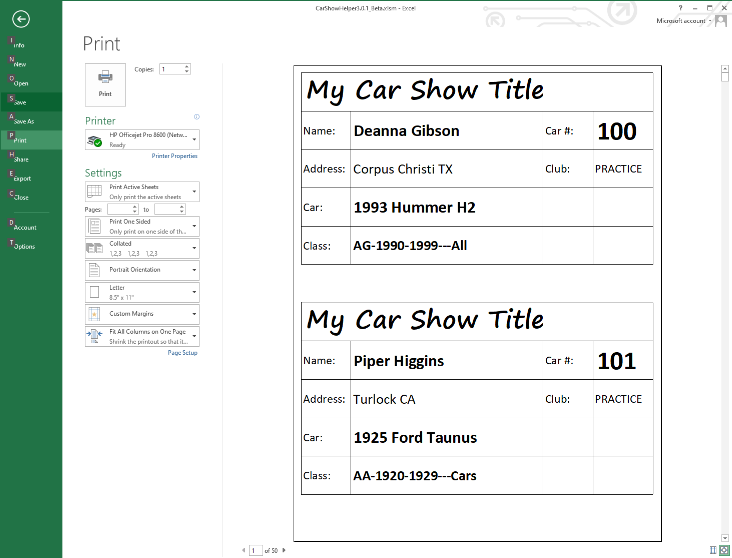 CarShowHelper3.0.1_Beta.xlsm - Excel
?
Microsoft account
I
Info
N
New
O
Open
S
Save
A
Save As
P
Print
H
Share
E
Export
C
Close
D
Account
T
Options
Print
Print
Copies: 1
Printer
HP Officejet Pro 8600 (Netw...
Ready
Printer Properties
Settings
Print Active Sheets
Only print the active sheets
Pages: to
Print One Sided
Only print on one side of th...
Collated
1,2,3 1,2,3 1,2,3
Portrait Orientation
Letter
8.5" x 11"
Custom Margins
Fit All Columns on One Page
Shrink the printout so that it...
Page Setup
My Car Show Title
Name: Deanna Gibson Car #: 100
Address: Corpus Christi TX Club: PRACTICE
Car: 1993 Hummer H2
Class: AG-1990-1999---All
My Car Show Title
Name: Piper Higgins Car #: 101
Address: Turlock CA Club: PRACTICE
Car: 1925 Ford Taunus
Class: AA-1920-1929---Cars
1 of 50